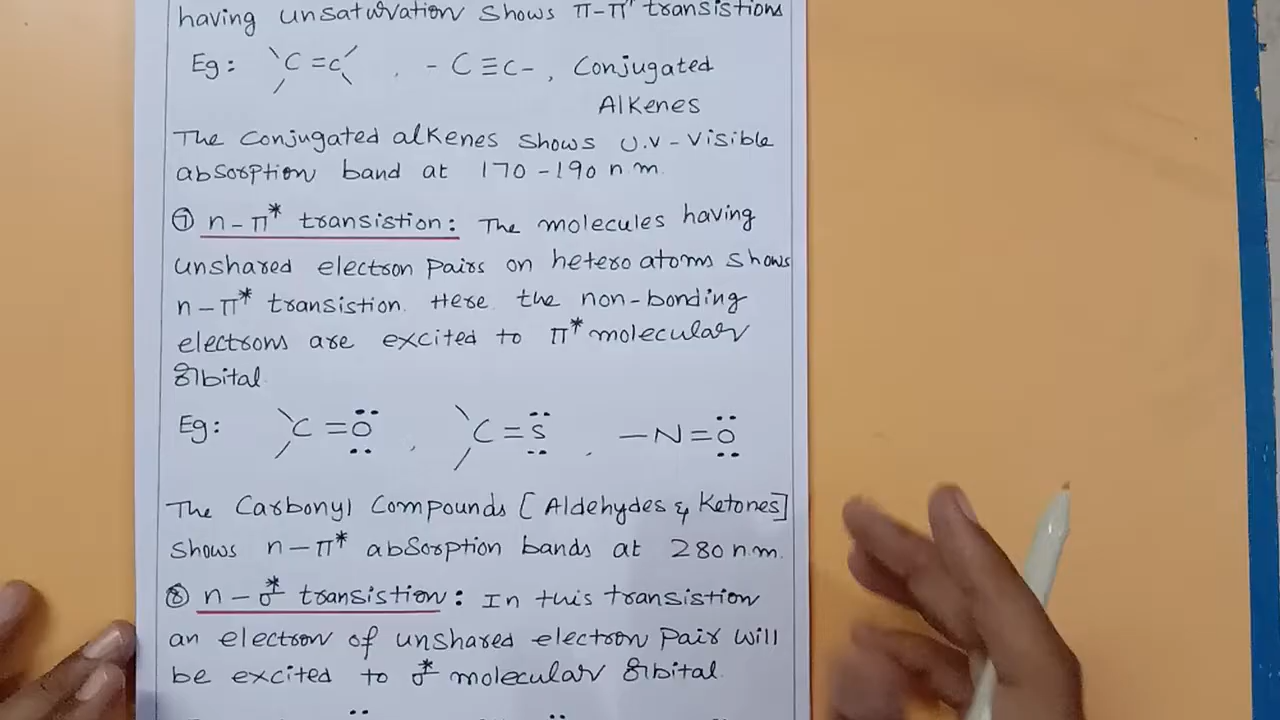 having unsaturation shows π-π* transistions
Eg: C=C , -C≡C-, Conjugated
Alkenes
The conjugated alkenes shows U.V-Visible
absorption band at 170-190 n.m.
⑦ n-π* transistion: The molecules having
unshared electron pairs on hetero atoms shows
n-π* transistion. Here the non-bonding
electrons are excited to π* molecular
orbital.
Eg: C=Ö , C=S̈ , -N=Ö
The Carbonyl Compounds [Aldehydes & Ketones]
shows n-π* absorption bands at 280 n.m.
⑧ n-σ* transistion: In this transistion
an electron of unshared electron pair will
be excited to σ* molecular orbital.